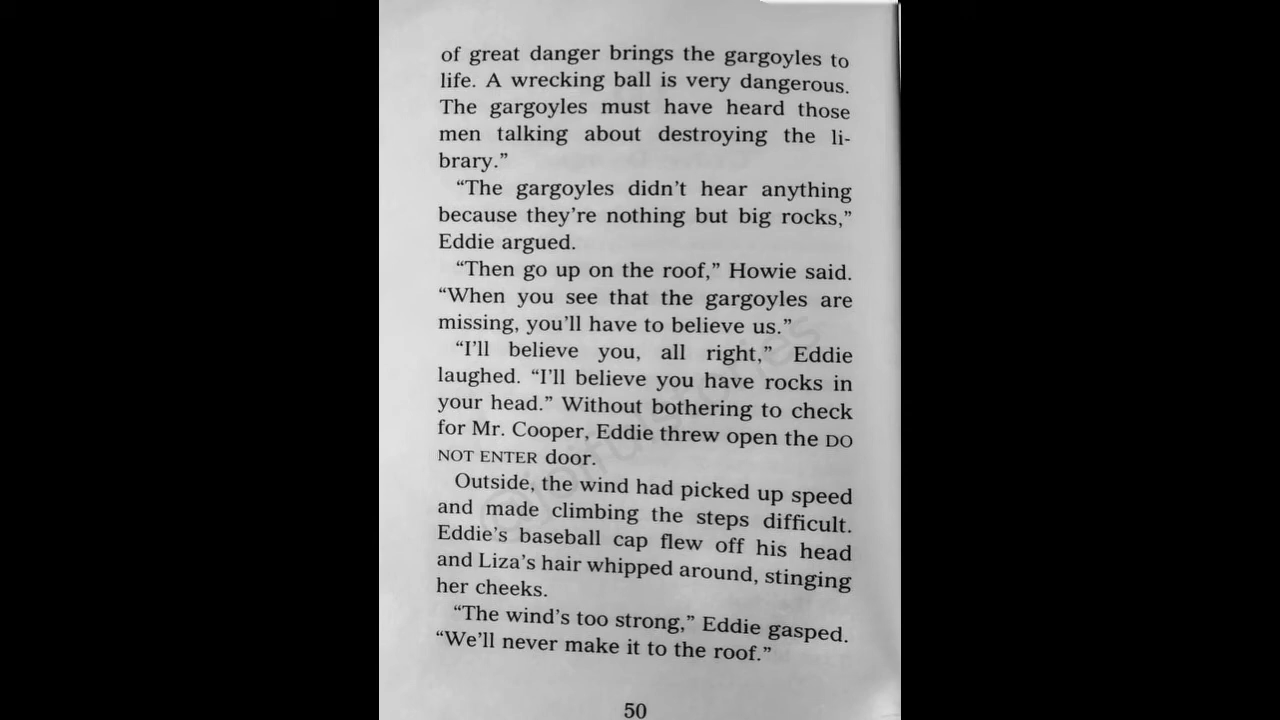 of great danger brings the gargoyles to
life. A wrecking ball is very dangerous.
The gargoyles must have heard those
men talking about destroying the li-
brary.”
“The gargoyles didn’t hear anything
because they’re nothing but big rocks,”
Eddie argued.
“Then go up on the roof,” Howie said.
“When you see that the gargoyles are
missing, you’ll have to believe us.”
“I’ll believe you, all right,” Eddie
laughed. “I’ll believe you have rocks in
your head.” Without bothering to check
for Mr. Cooper, Eddie threw open the DO
NOT ENTER door.
Outside, the wind had picked up speed
and made climbing the steps difficult.
Eddie’s baseball cap flew off his head
and Liza’s hair whipped around, stinging
her cheeks.
“The wind’s too strong,” Eddie gasped.
“We’ll never make it to the roof.”
50